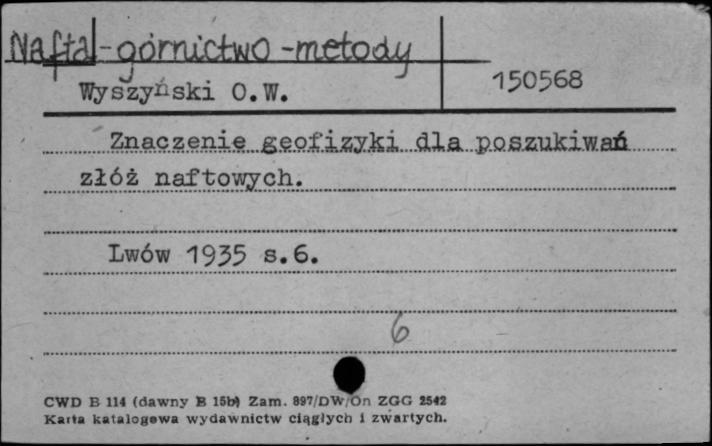 Nafta - górnictwo - metody
Wyszyński O.W.
150568
Znaczenie geofizyki dla poszukiwań
złóż naftowych.
Lwów 1935 s.6.
6
CWD B 114 (dawny B 15b) Zam. 897/DW/On ZGG 2542
Karta katalogowa wydawnictw ciągłych i zwartych.